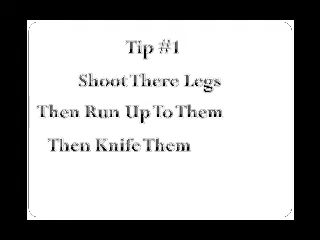 Tip #1
Shoot There Legs
Then Run Up To Them
Then Knife Them